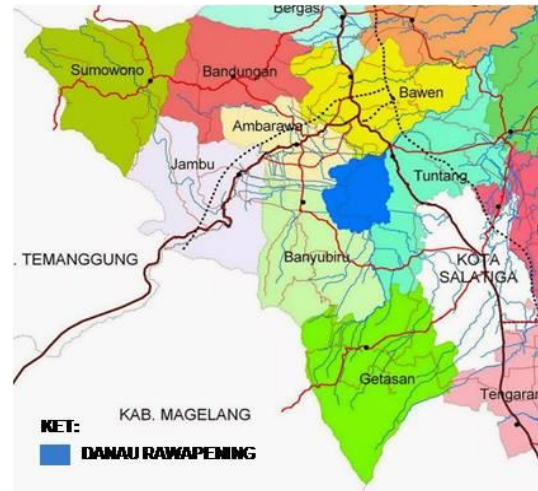 Bergas
Sumowono
Bandungan
Bawen
Ambarawa
Jambu
Tuntang
. TEMANGGUNG
Banyubiru
KOTA
SALATIGA
Getasan
Tengaran
KAB. MAGELANG
KET:
DANAU RAWAPENING